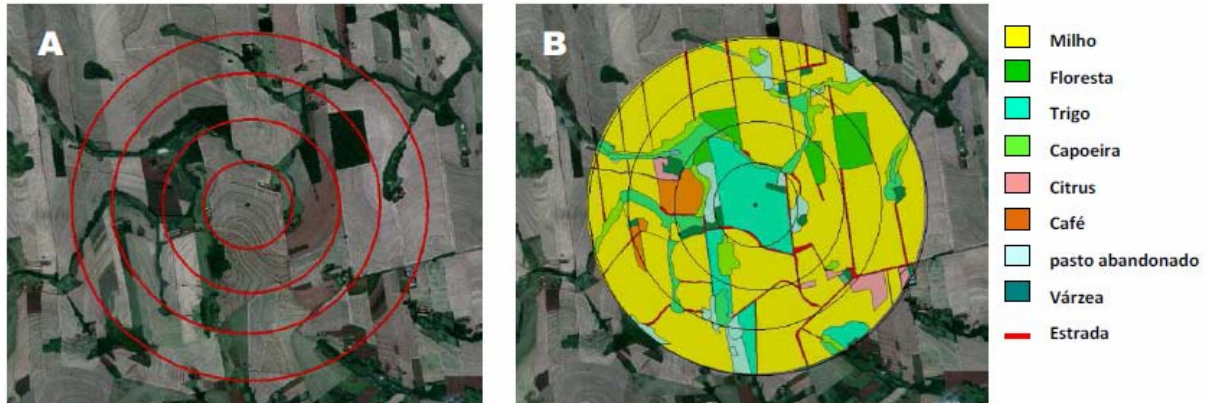 A
B
Milho
Floresta
Trigo
Capoeira
Citrus
Café
pasto abandonado
Várzea
Estrada